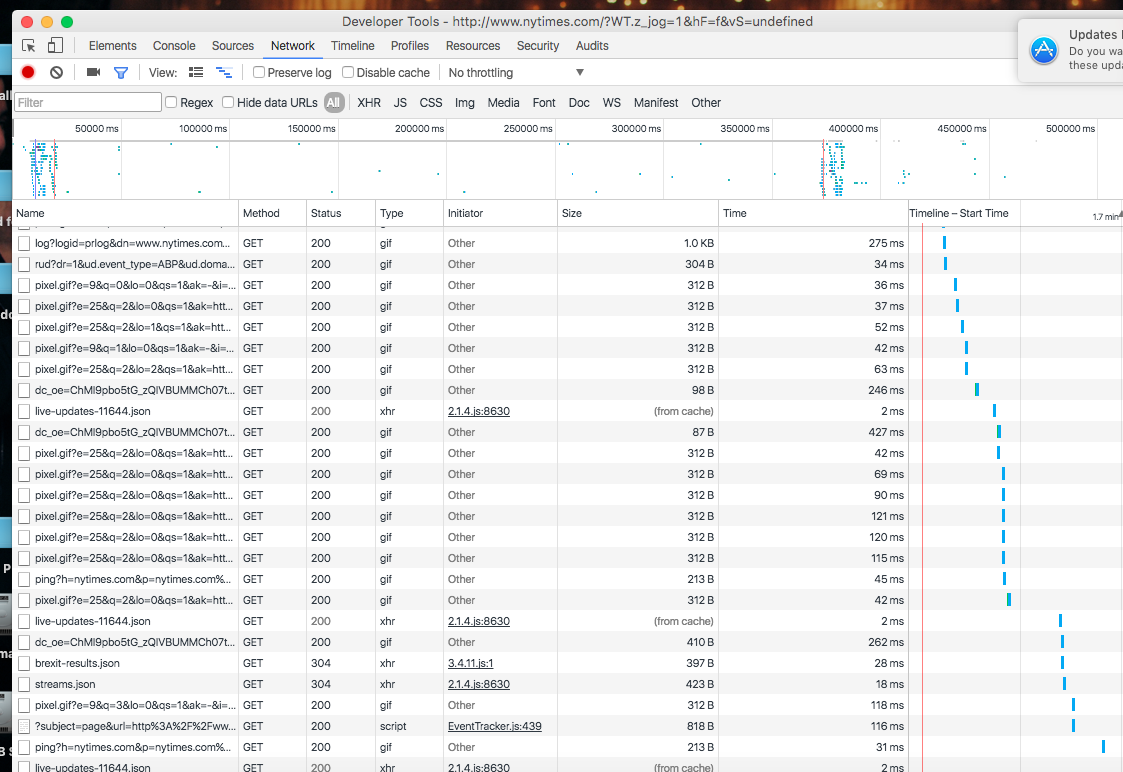 Developer Tools - http://www.nytimes.com/?WT.z_jog=1&hF=f&vS=undefined
Elements Console Sources Network Timeline Profiles Resources Security Audits
Updates
Do you wa
these upda
View: Preserve log Disable cache No throttling
Filter Regex Hide data URLs All XHR JS CSS Img Media Font Doc WS Manifest Other
50000 ms 100000 ms 150000 ms 200000 ms 250000 ms 300000 ms 350000 ms 400000 ms 450000 ms 500000 ms
Name Method Status Type Initiator Size Time Timeline – Start Time 1.7 min
log?logid=prlog&dn=www.nytimes.com... GET 200 gif Other 1.0 KB 275 ms
rud?dr=1&ud.event_type=ABP&ud.doma... GET 200 gif Other 304 B 34 ms
pixel.gif?e=9&q=0&lo=0&qs=1&ak=-&i=... GET 200 gif Other 312 B 36 ms
pixel.gif?e=25&q=2&lo=0&qs=1&ak=htt... GET 200 gif Other 312 B 37 ms
pixel.gif?e=25&q=2&lo=1&qs=1&ak=htt... GET 200 gif Other 312 B 52 ms
pixel.gif?e=9&q=1&lo=0&qs=1&ak=-&i=... GET 200 gif Other 312 B 42 ms
pixel.gif?e=25&q=2&lo=2&qs=1&ak=htt... GET 200 gif Other 312 B 63 ms
dc_oe=ChMI9pbo5tG_zQIVBUMMCh07t... GET 200 gif Other 98 B 246 ms
live-updates-11644.json GET 200 xhr 2.1.4.js:8630 (from cache) 2 ms
dc_oe=ChMI9pbo5tG_zQIVBUMMCh07t... GET 200 gif Other 87 B 427 ms
pixel.gif?e=25&q=2&lo=0&qs=1&ak=htt... GET 200 gif Other 312 B 42 ms
pixel.gif?e=25&q=2&lo=0&qs=1&ak=htt... GET 200 gif Other 312 B 69 ms
pixel.gif?e=25&q=2&lo=0&qs=1&ak=htt... GET 200 gif Other 312 B 90 ms
pixel.gif?e=25&q=2&lo=0&qs=1&ak=htt... GET 200 gif Other 312 B 121 ms
pixel.gif?e=25&q=2&lo=0&qs=1&ak=htt... GET 200 gif Other 312 B 120 ms
pixel.gif?e=25&q=2&lo=0&qs=1&ak=htt... GET 200 gif Other 312 B 115 ms
ping?h=nytimes.com&p=nytimes.com%... GET 200 gif Other 213 B 45 ms
pixel.gif?e=25&q=2&lo=0&qs=1&ak=htt... GET 200 gif Other 312 B 42 ms
live-updates-11644.json GET 200 xhr 2.1.4.js:8630 (from cache) 2 ms
dc_oe=ChMI9pbo5tG_zQIVBUMMCh07t... GET 200 gif Other 410 B 262 ms
brexit-results.json GET 304 xhr 3.4.11.js:1 397 B 28 ms
streams.json GET 304 xhr 2.1.4.js:8630 423 B 18 ms
pixel.gif?e=9&q=3&lo=0&qs=1&ak=-&i=... GET 200 gif Other 312 B 118 ms
?subject=page&url=http%3A%2F%2Fww... GET 200 script EventTracker.js:439 818 B 116 ms
ping?h=nytimes.com&p=nytimes.com%... GET 200 gif Other 213 B 31 ms
live-updates-11644.json GET 200 xhr 2.1.4.js:8630 (from cache) 2 ms